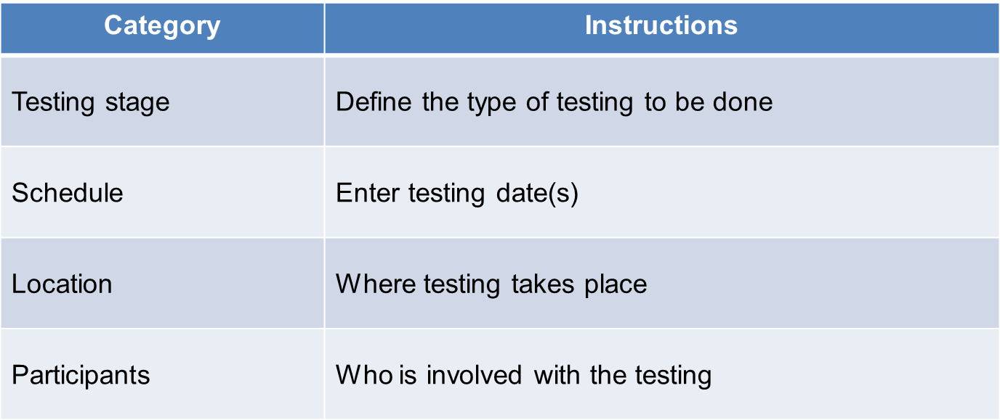 Category Instructions
Testing stage Define the type of testing to be done
Schedule Enter testing date(s)
Location Where testing takes place
Participants Who is involved with the testing